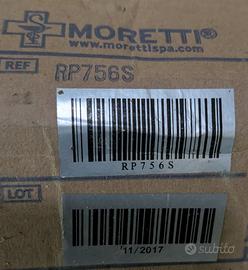 MORETTI®
www.morettispa.com
REF
RP756S
RP756S
LOT
11/2017
subito